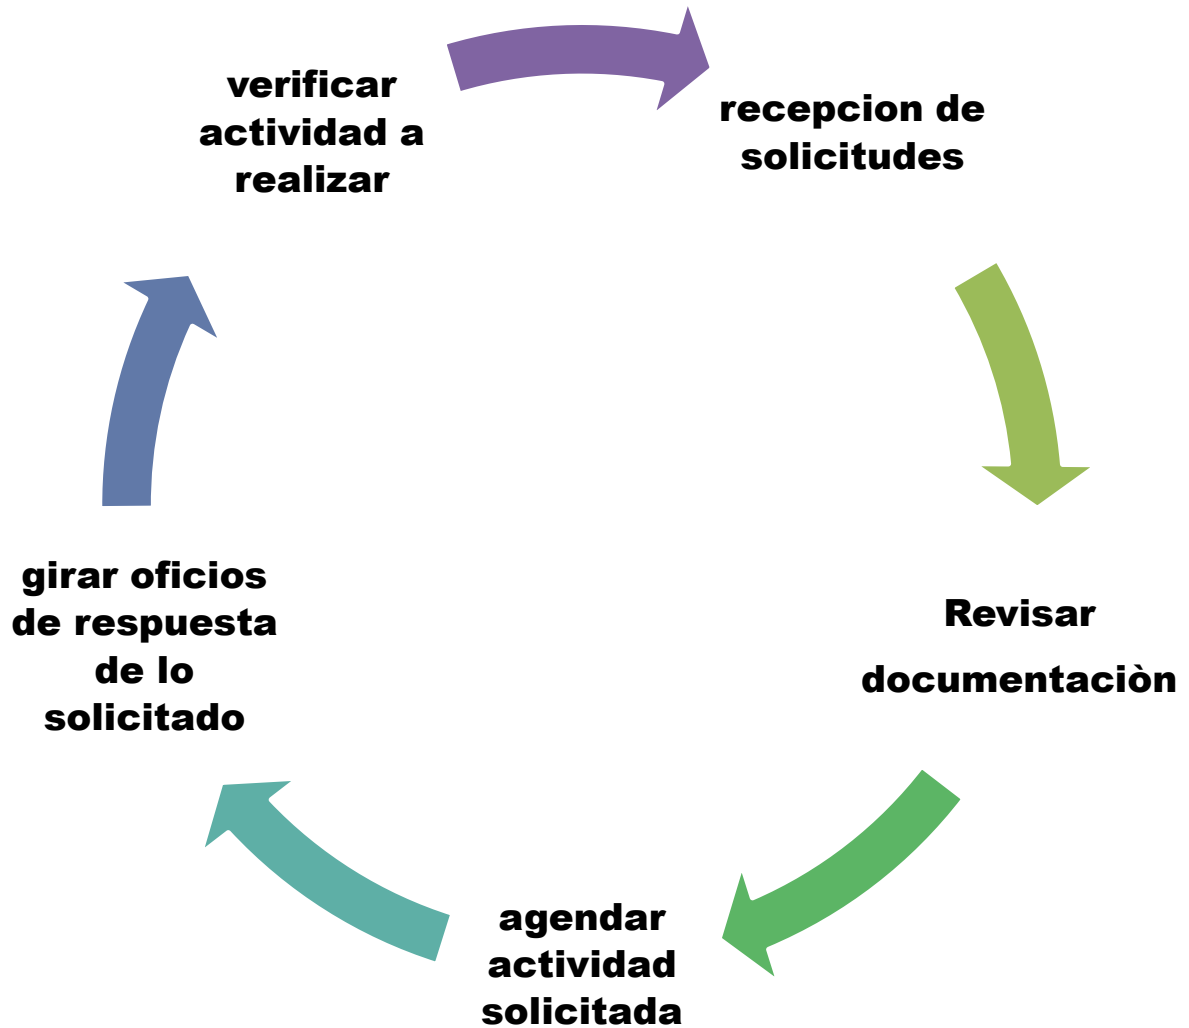 verificar
actividad a
realizar
recepcion de
solicitudes
Revisar
documentaciòn
agendar
actividad
solicitada
girar oficios
de respuesta
de lo
solicitado